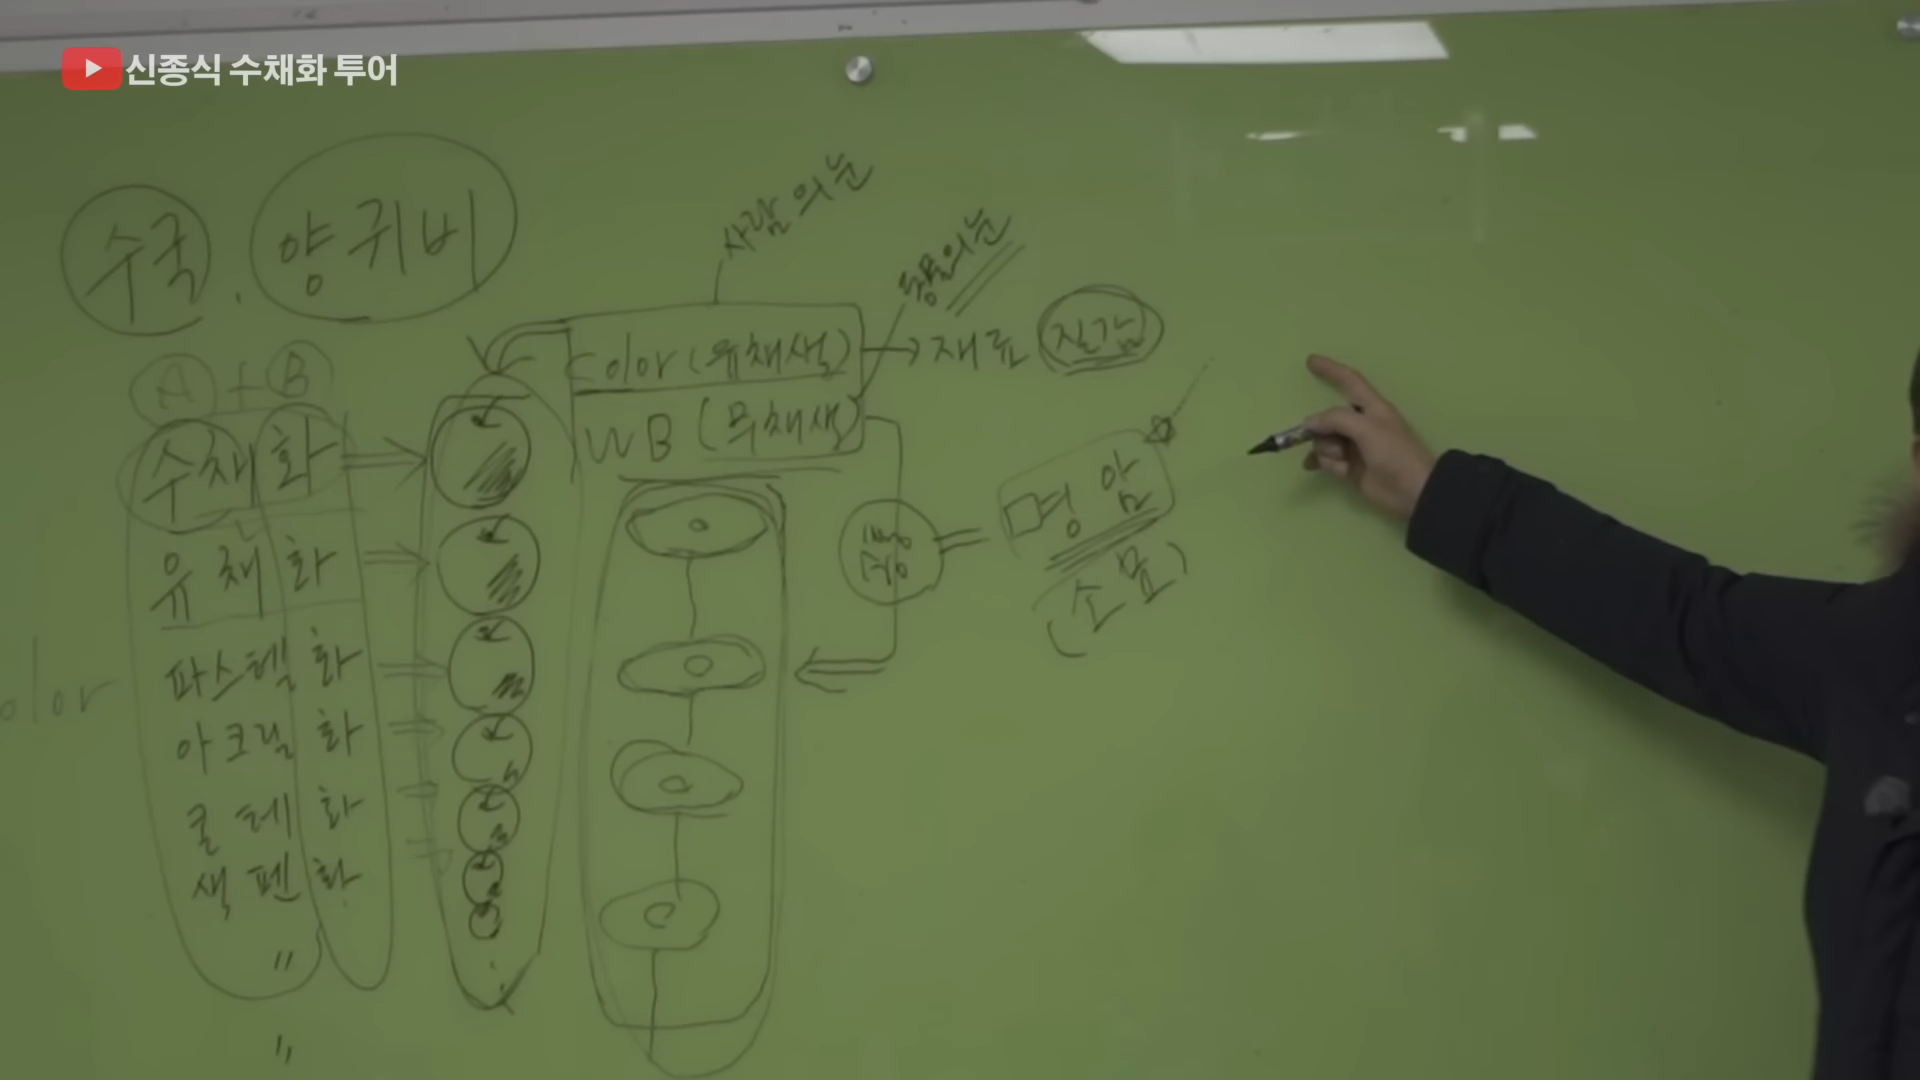 신종식 수채화 투어
수국, 양귀비
사람의눈
동물의눈
A + B
color (유채색) → 재료 질감
WB (무채색)
수채화
유채화
파스텔화
아크릴화
콜테화
색펜화
〃
〃
명암
(소묘)
olor